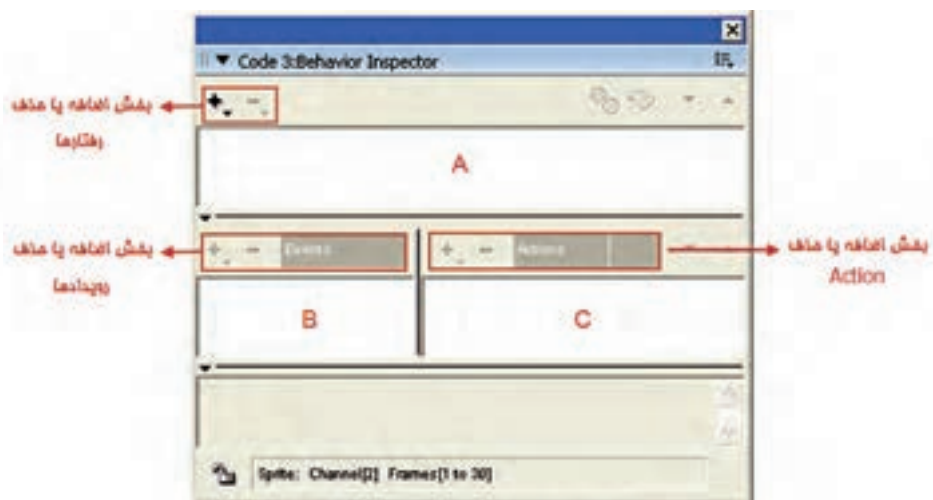 Code 3:Behavior Inspector
بخش اضافه یا حذف
رفتارها
A
بخش اضافه یا حذف
رویدادها
Events
Actions
بخش اضافه یا حذف
Action
B
C
Sprite: Channel[2] Frames[1 to 30]